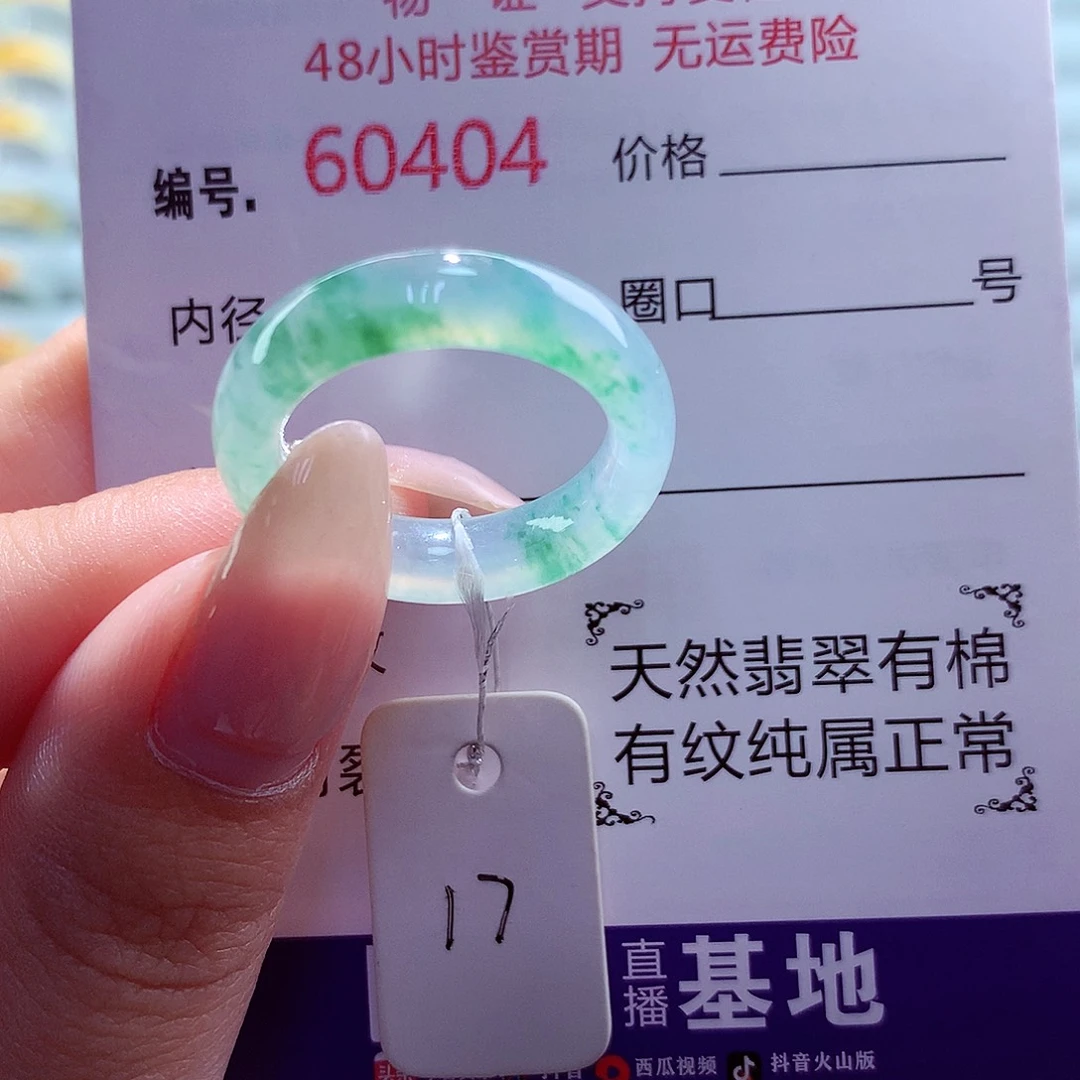 48小时鉴赏期 无运费险
编号. 60404 价格
内径 圈口 号
天然翡翠有棉
有纹纯属正常
17
直播基地
西瓜视频 抖音火山版